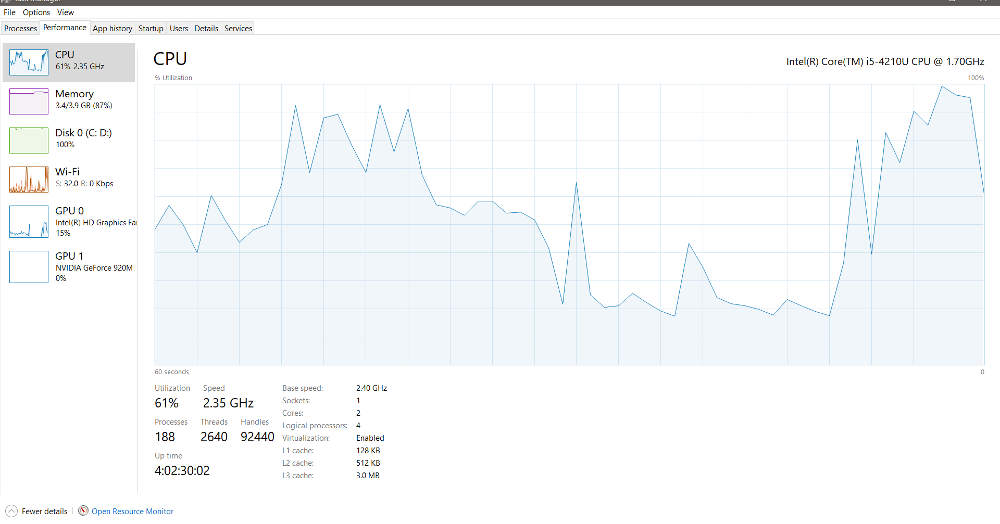 Task Manager
File Options View
Processes Performance App history Startup Users Details Services
CPU
61% 2.35 GHz
Memory
3.4/3.9 GB (87%)
Disk 0 (C: D:)
100%
Wi-Fi
S: 32.0 R: 0 Kbps
GPU 0
Intel(R) HD Graphics Fa
15%
GPU 1
NVIDIA GeForce 920M
0%
CPU
Intel(R) Core(TM) i5-4210U CPU @ 1.70GHz
% Utilization 100%
60 seconds 0
Utilization Speed
61% 2.35 GHz
Processes Threads Handles
188 2640 92440
Up time
4:02:30:02
Base speed: 2.40 GHz
Sockets: 1
Cores: 2
Logical processors: 4
Virtualization: Enabled
L1 cache: 128 KB
L2 cache: 512 KB
L3 cache: 3.0 MB
Fewer details Open Resource Monitor